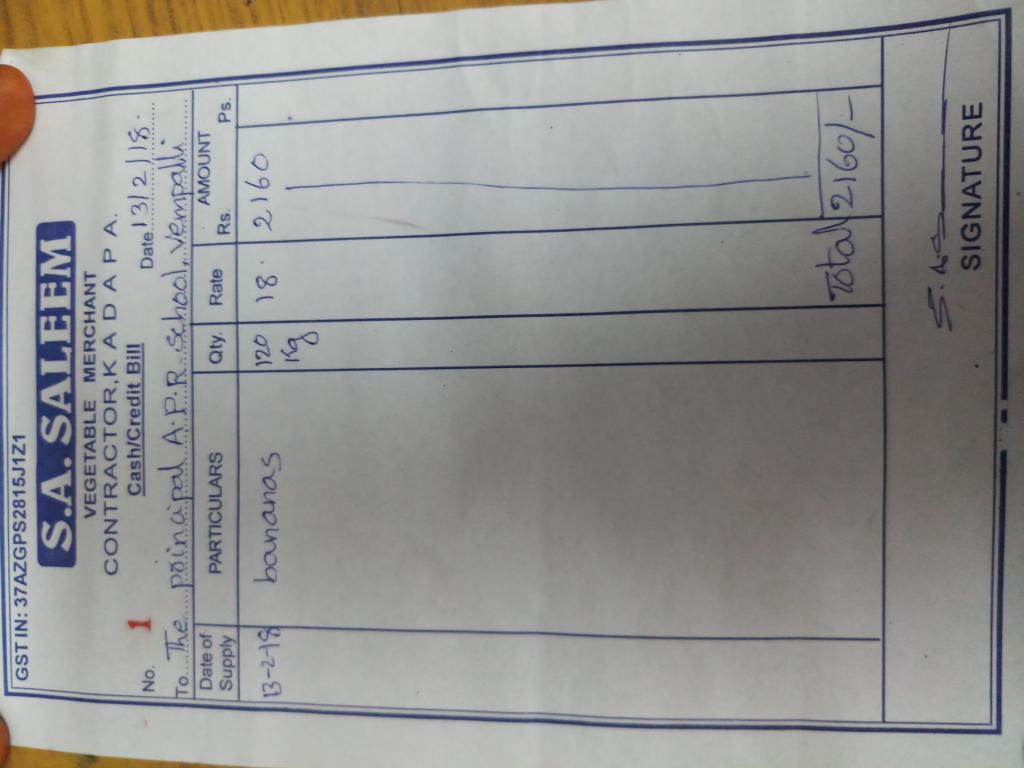 GST IN: 37AZGPS2815J1Z1
S.A. SALEEM
VEGETABLE MERCHANT
CONTRACTOR, K A D A P A.
Cash/Credit Bill
No. 1 Date 13/2/18.
To. The poincipal A.P.R. School, Vempalli
Date of Supply PARTICULARS Qty. Rate AMOUNT Rs. Ps.
13-2-18 bananas 120 Kg 18. 2160
Total 2160/-
SIGNATURE